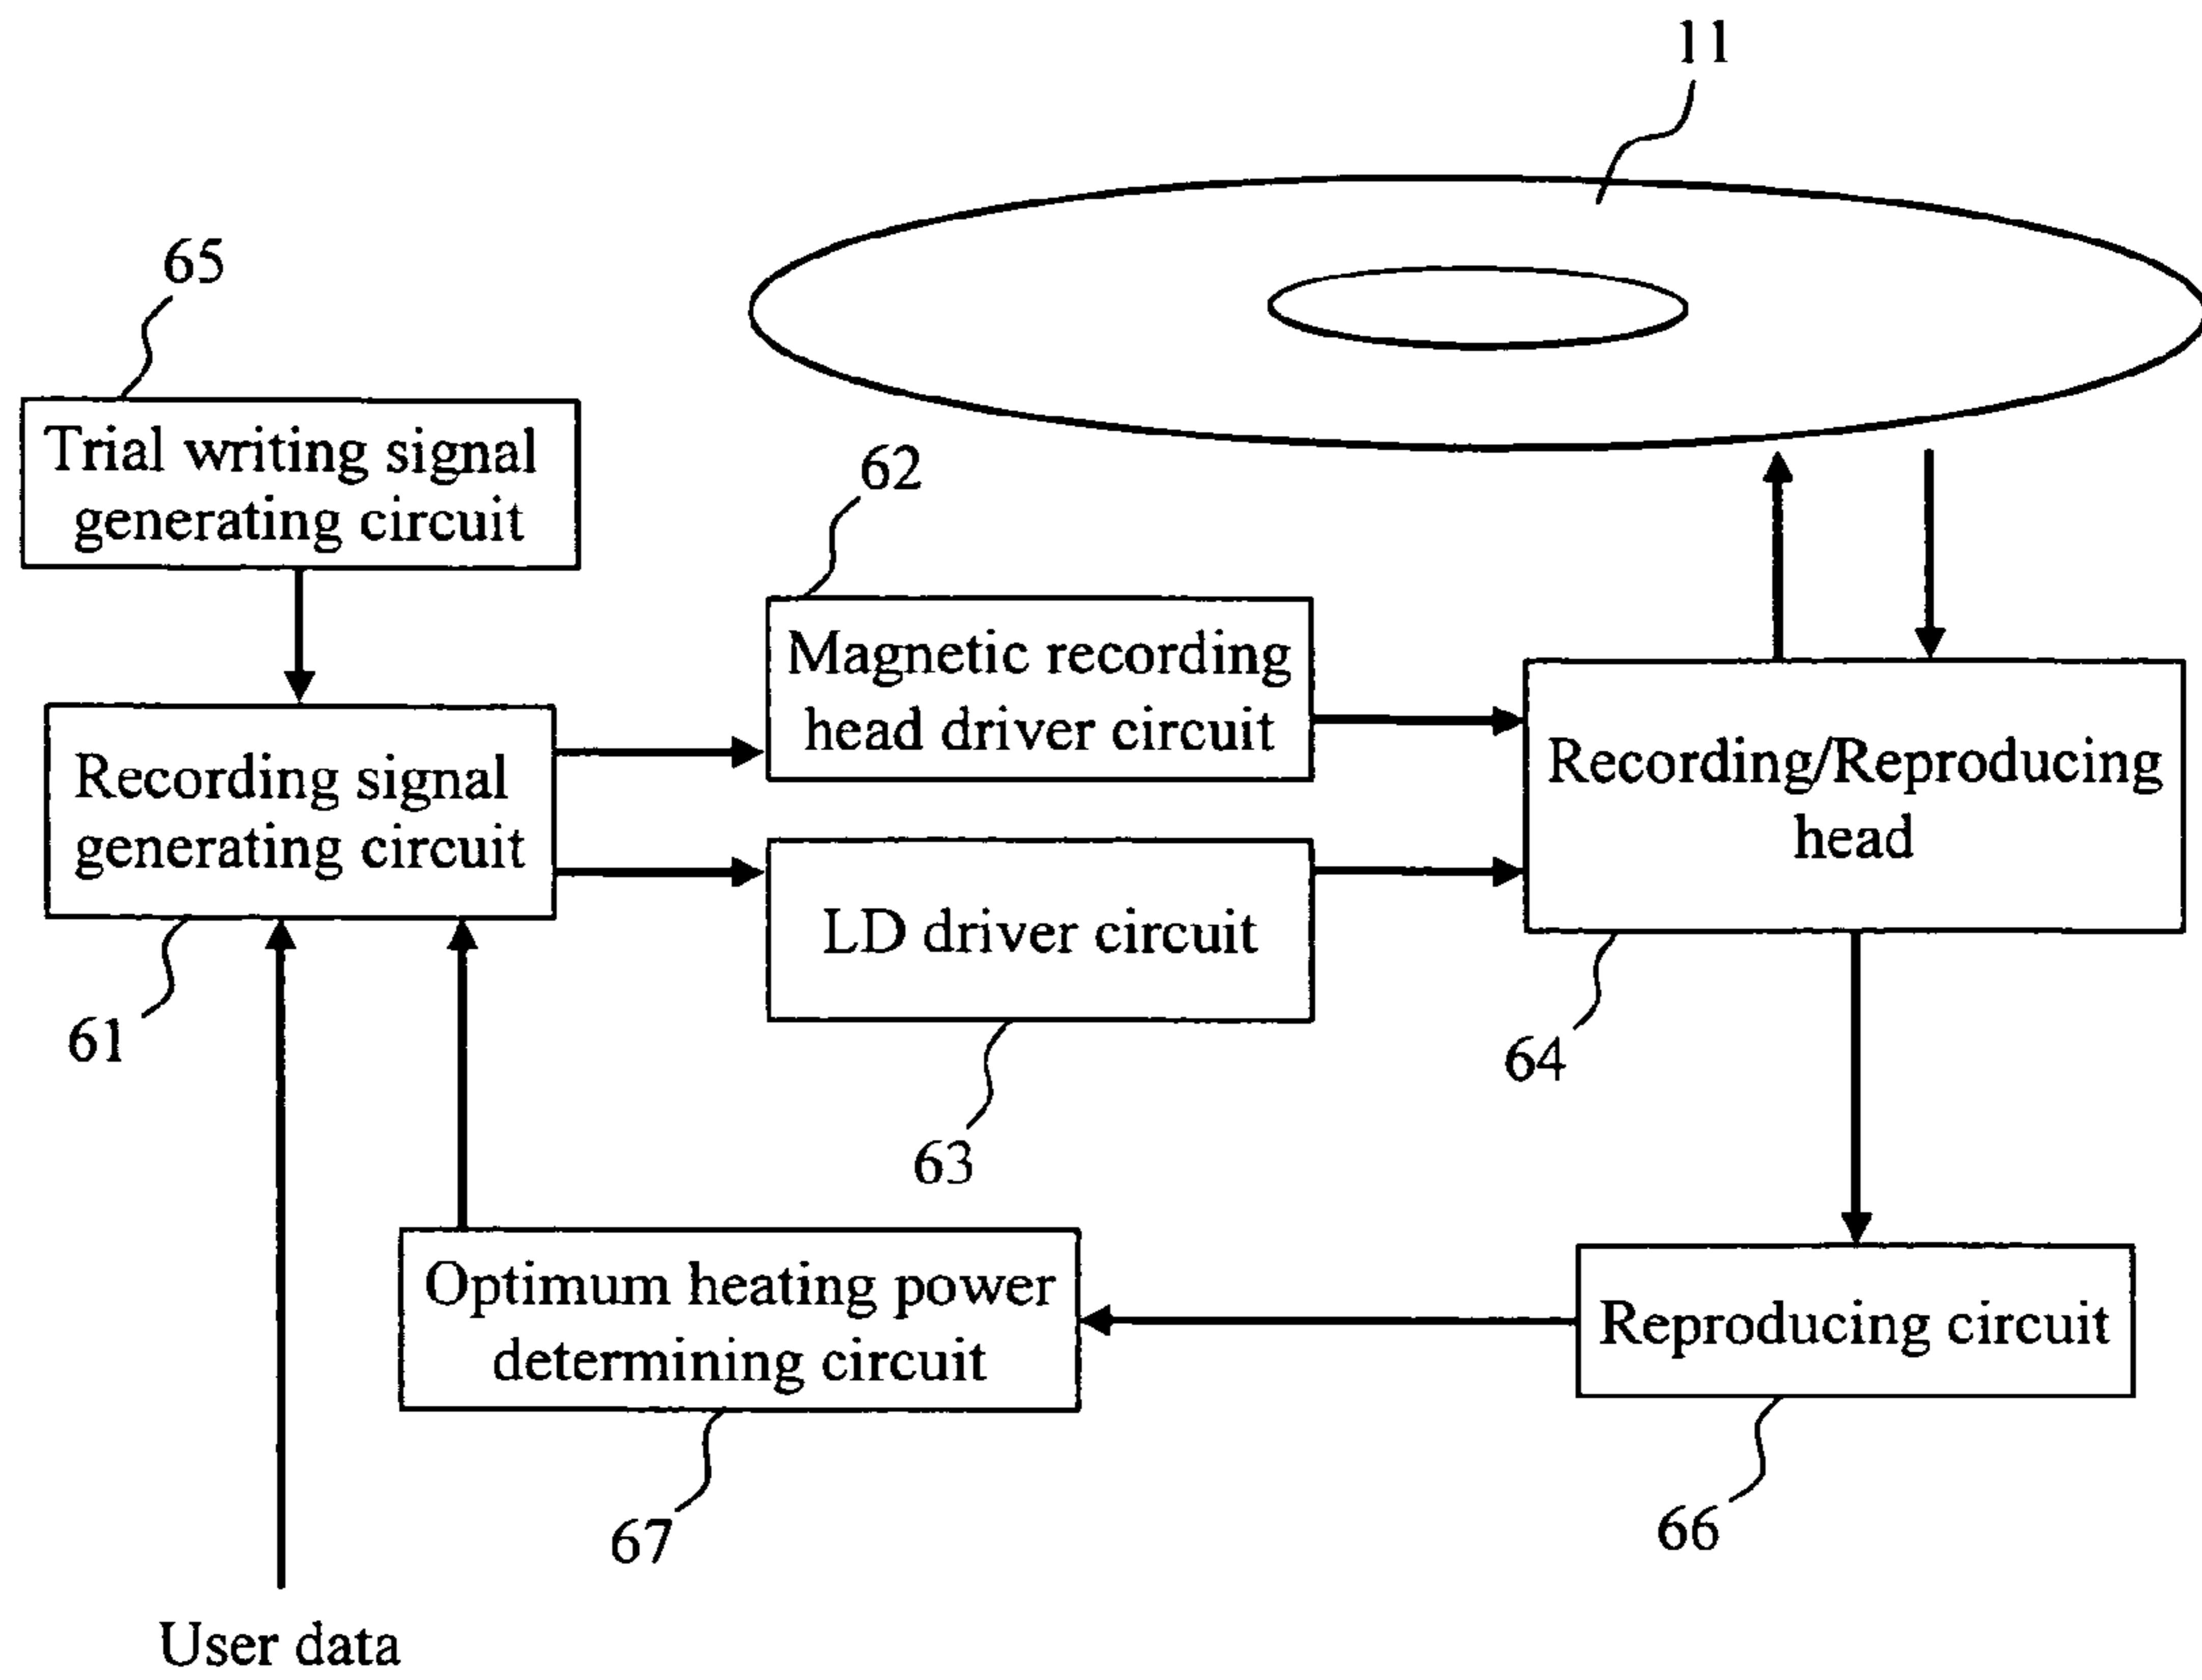 11
65
Trial writing signal
generating circuit
62
Magnetic recording
head driver circuit
Recording signal
generating circuit
Recording/Reproducing
head
LD driver circuit
61
64
63
Optimum heating power
determining circuit
Reproducing circuit
67
66
User data